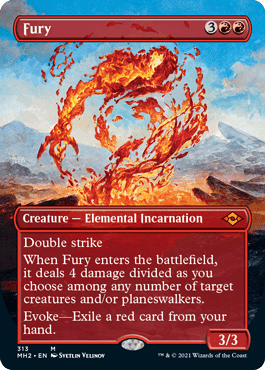 Fury 3
Creature — Elemental Incarnation
Double strike
When Fury enters the battlefield,
it deals 4 damage divided as you
choose among any number of target
creatures and/or planeswalkers.
Evoke—Exile a red card from your
hand.
3/3
313 M
MH2 • EN Svetlin Velinov ™ & © 2021 Wizards of the Coast